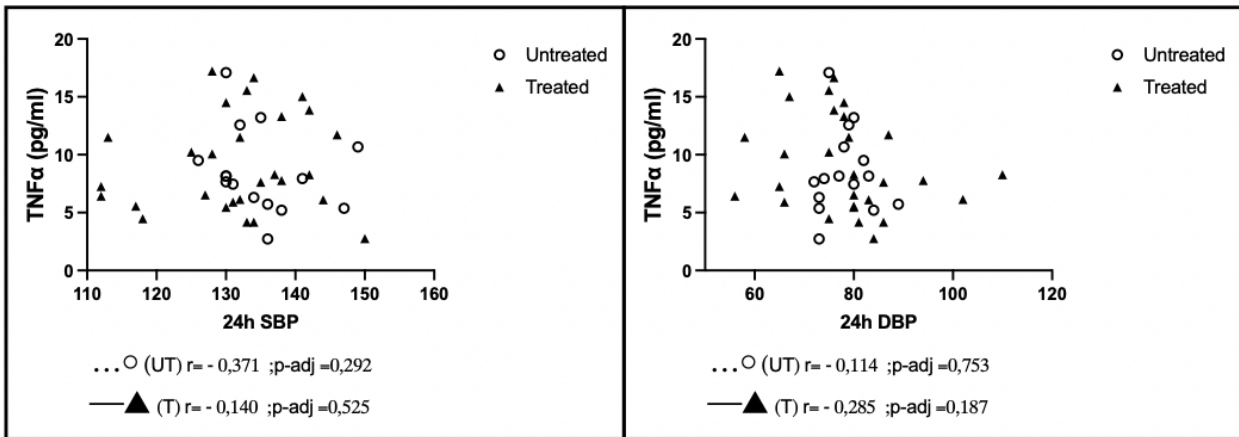 TNFα (pg/ml)
20
15
10
5
0
110 120 130 140 150 160
24h SBP
Untreated
Treated
...○ (UT) r= - 0,371 ;p-adj =0,292
—▲ (T) r= - 0,140 ;p-adj =0,525
TNFα (pg/ml)
20
15
10
5
0
60 80 100 120
24h DBP
Untreated
Treated
...○ (UT) r= - 0,114 ;p-adj =0,753
—▲ (T) r= - 0,285 ;p-adj =0,187